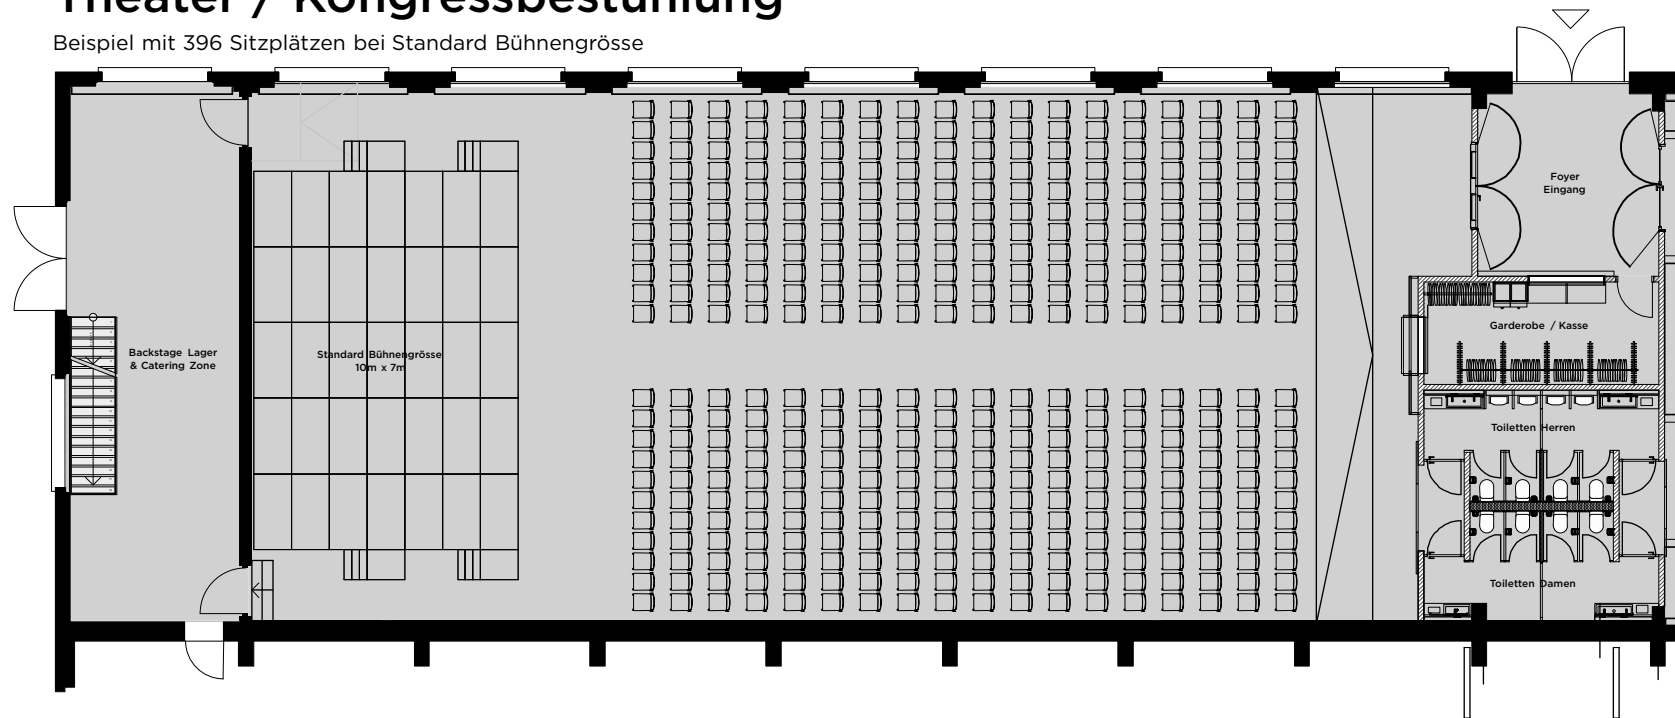 Theater / Kongressbestuhlung
Beispiel mit 396 Sitzplätzen bei Standard Bühnengrösse
Foyer
Eingang
Garderobe / Kasse
Backstage Lager
& Catering Zone
Standard Bühnengrösse
10m x 7m
Toiletten Herren
Toiletten Damen